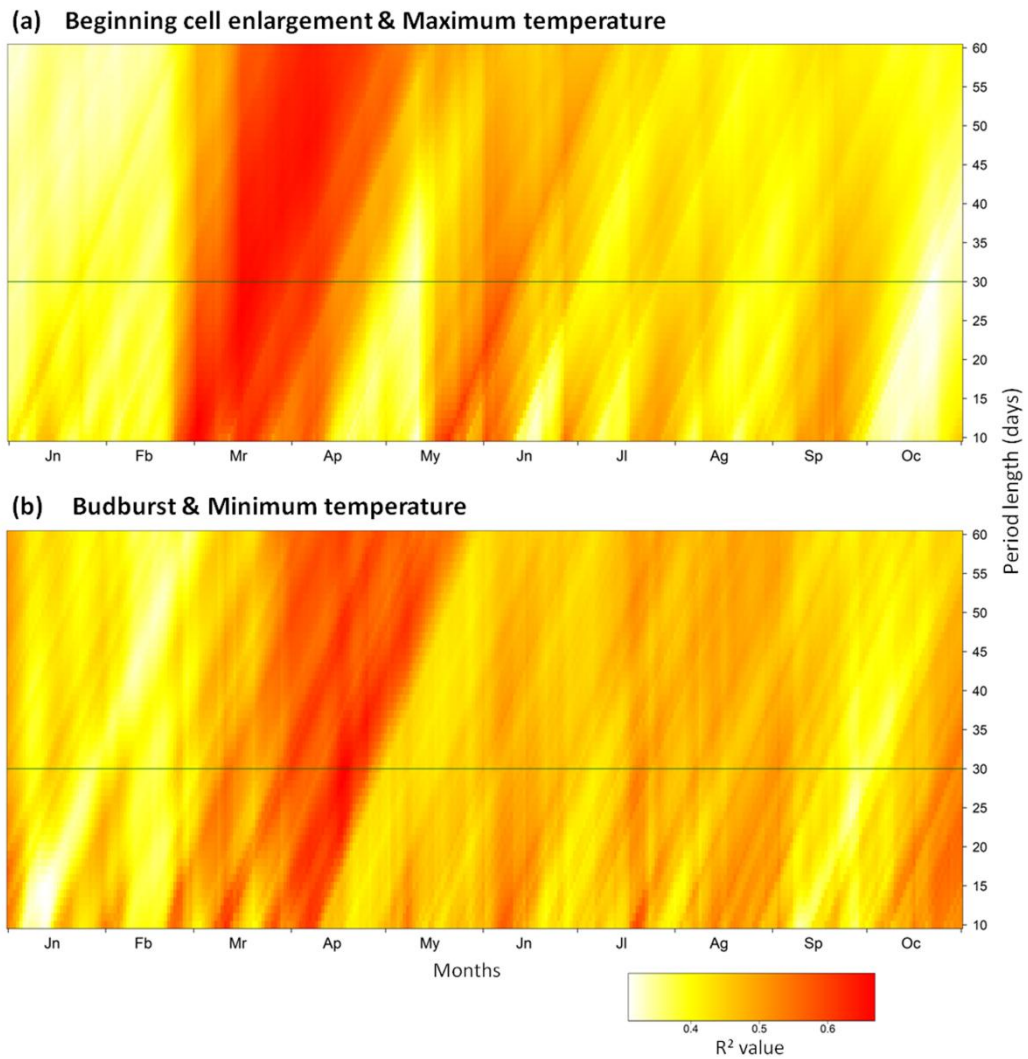 (a) Beginning cell enlargement & Maximum temperature
60
55
50
45
40
35
30
25
20
15
10
Jn Fb Mr Ap My Jn Jl Ag Sp Oc
Period length (days)
(b) Budburst & Minimum temperature
60
55
50
45
40
35
30
25
20
15
10
Jn Fb Mr Ap My Jn Jl Ag Sp Oc
Months
0.4 0.5 0.6
R² value